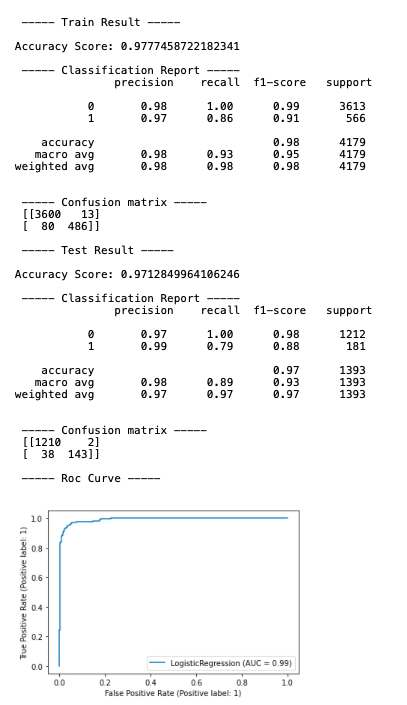 ----- Train Result -----
Accuracy Score: 0.9777458722182341
----- Classification Report -----
precision recall f1-score support
0 0.98 1.00 0.99 3613
1 0.97 0.86 0.91 566
accuracy 0.98 4179
macro avg 0.98 0.93 0.95 4179
weighted avg 0.98 0.98 0.98 4179
----- Confusion matrix -----
[[3600 13]
[ 80 486]]
----- Test Result -----
Accuracy Score: 0.9712849964106246
----- Classification Report -----
precision recall f1-score support
0 0.97 1.00 0.98 1212
1 0.99 0.79 0.88 181
accuracy 0.97 1393
macro avg 0.98 0.89 0.93 1393
weighted avg 0.97 0.97 0.97 1393
----- Confusion matrix -----
[[1210 2]
[ 38 143]]
----- Roc Curve -----
True Positive Rate (Positive label: 1)
1.0
0.8
0.6
0.4
0.2
0.0
LogisticRegression (AUC = 0.99)
0.0 0.2 0.4 0.6 0.8 1.0
False Positive Rate (Positive label: 1)